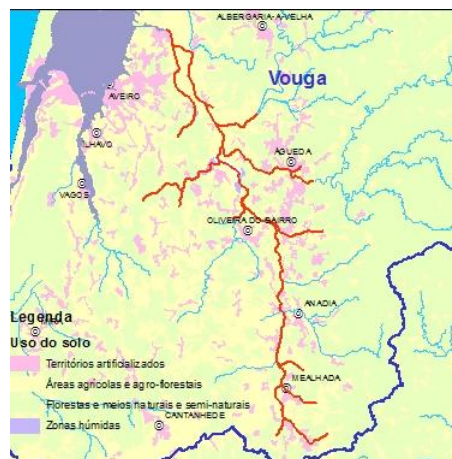 ALBERGARIA-A-VELHA
Vouga
AVEIRO
ILHAVO
ÁGUEDA
VAGOS
OLIVEIRA DO BAIRRO
ANADIA
Legenda
Uso do solo
Territórios artificializados
Áreas agrícolas e agro-florestais
MEALHADA
Florestas e meios naturais e semi-naturais
Zonas húmidas
CANTANHEDE